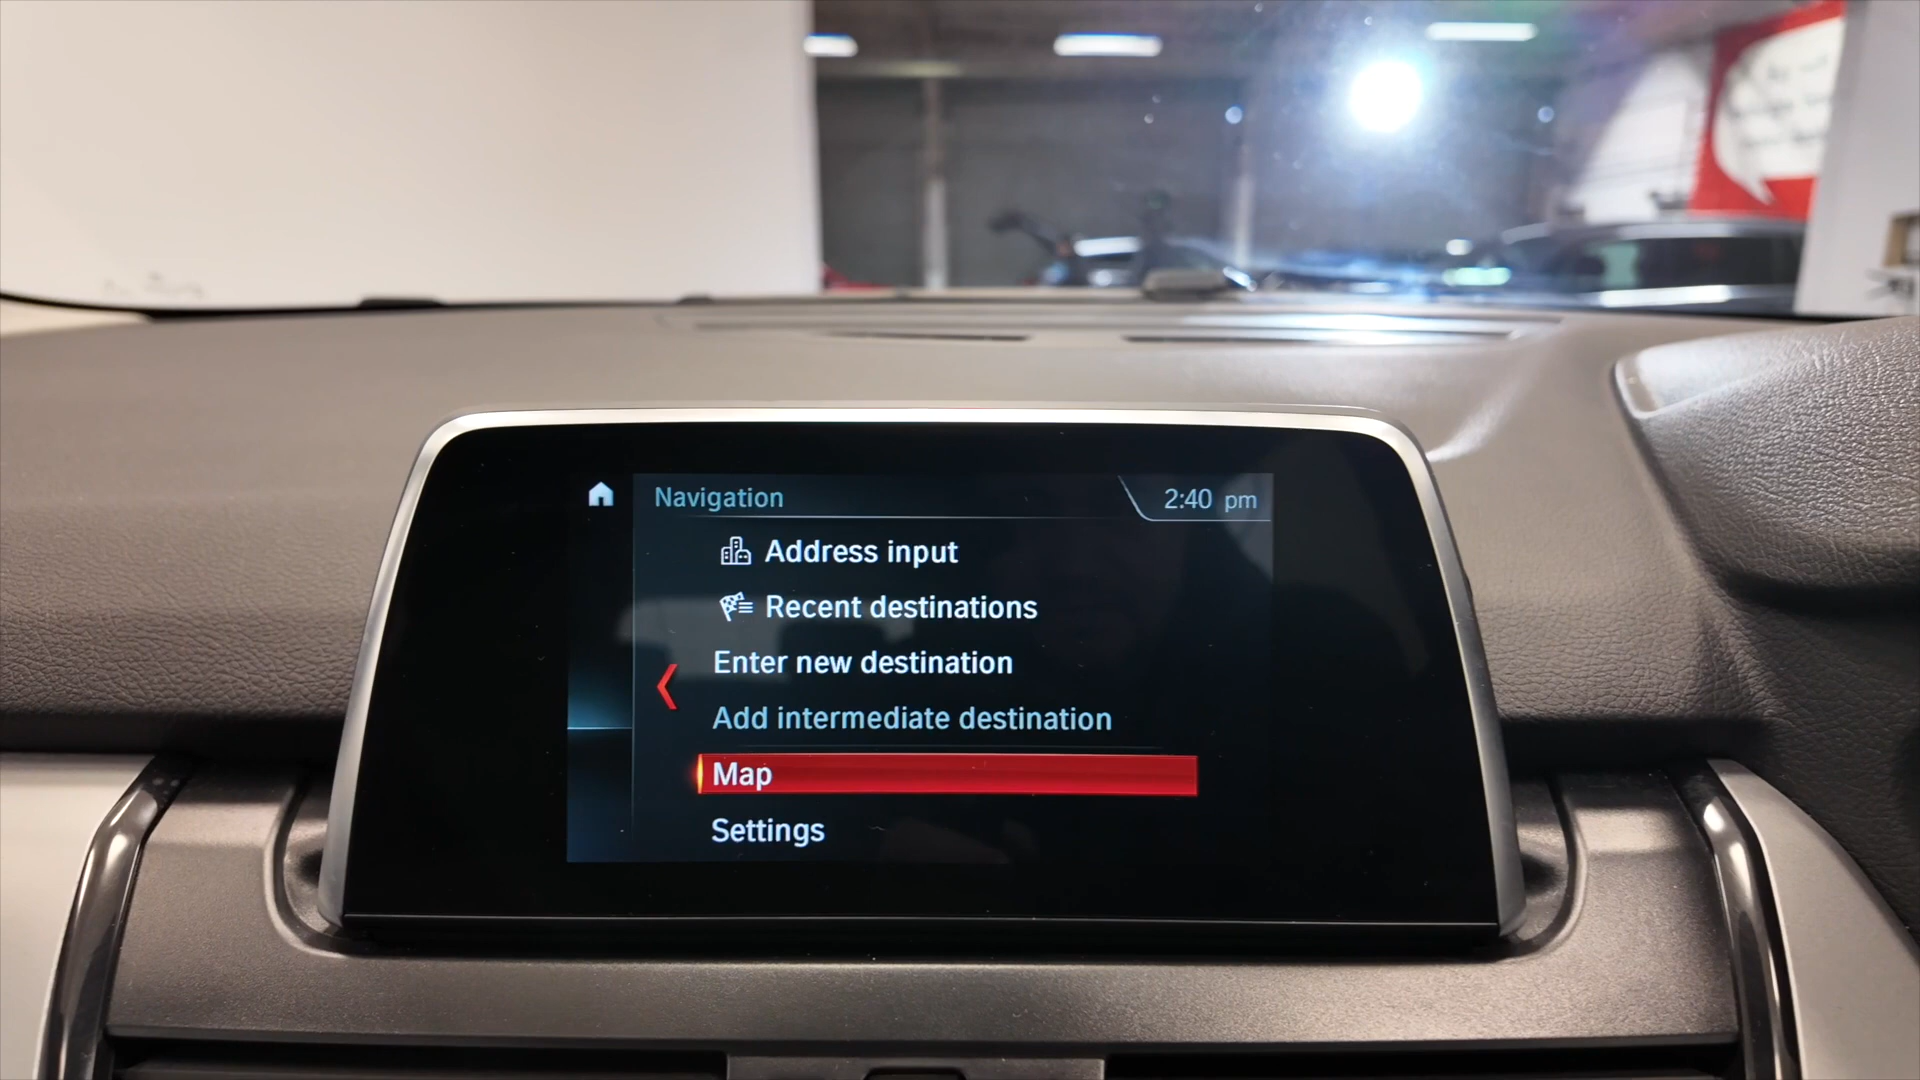 Navigation
2:40 pm
Address input
Recent destinations
Enter new destination
Add intermediate destination
Map
Settings